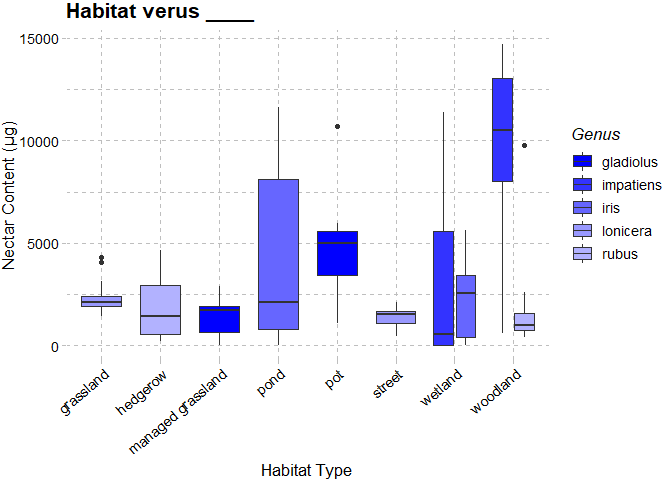 Habitat verus ____
15000
10000
5000
0
Nectar Content (µg)
grassland
hedgerow
managed grassland
pond
pot
street
wetland
woodland
Habitat Type
Genus
gladiolus
impatiens
iris
lonicera
rubus